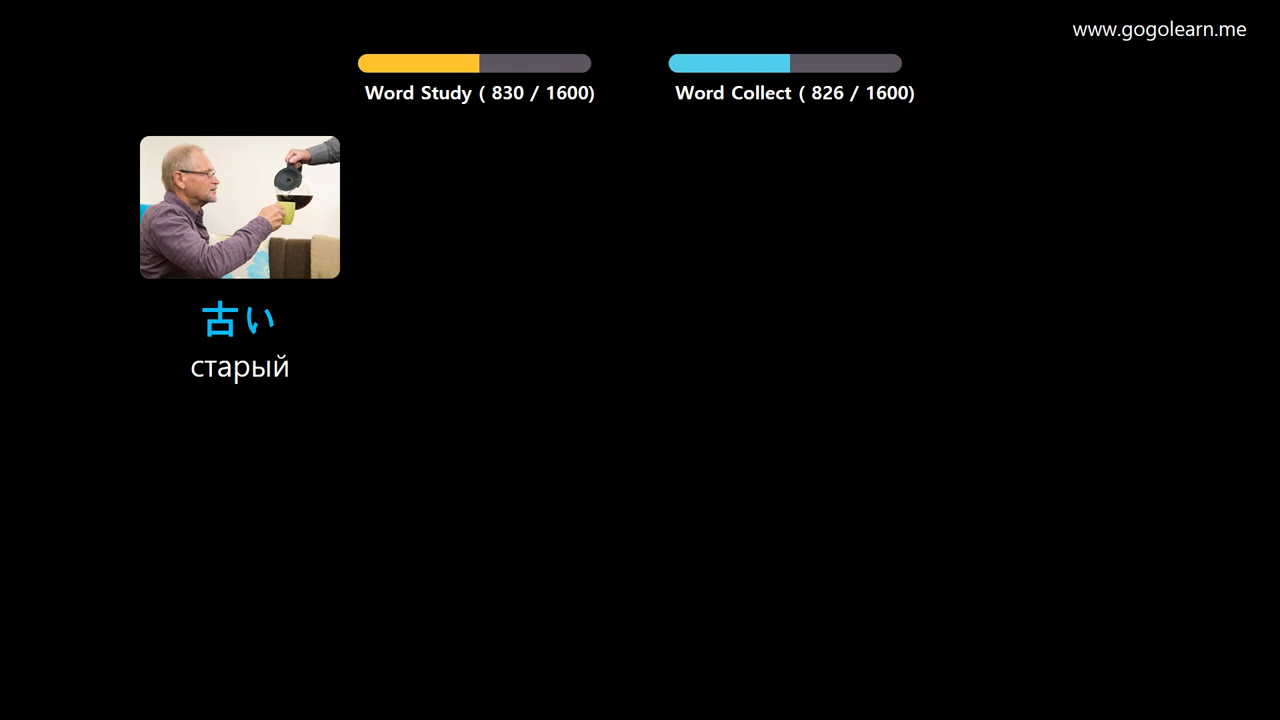 www.gogolearn.me
Word Study ( 830 / 1600)
Word Collect ( 826 / 1600)
古い
старый